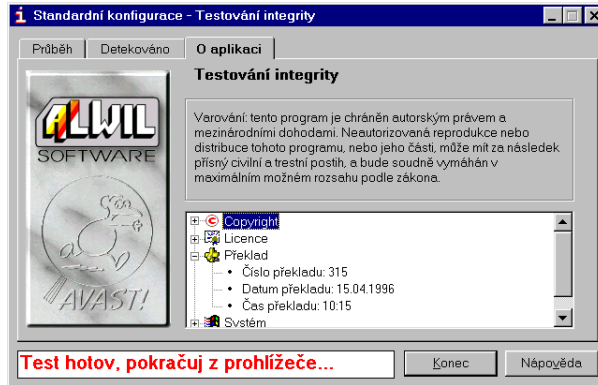 Standardní konfigurace - Testování integrity
Průběh
Detekováno
O aplikaci
ALWIL
SOFTWARE
AVAST!
Testování integrity
Varování: tento program je chráněn autorským právem a
mezinárodními dohodami. Neautorizovaná reprodukce nebo
distribuce tohoto programu, nebo jeho části, může mít za následek
přísný civilní a trestní postih, a bude soudně vymáhán v
maximálním možném rozsahu podle zákona.
Copyright
Licence
Překlad
Číslo překladu: 315
Datum překladu: 15.04.1996
Čas překladu: 10:15
Systém
Test hotov, pokračuj z prohlížeče...
Konec
Nápověda